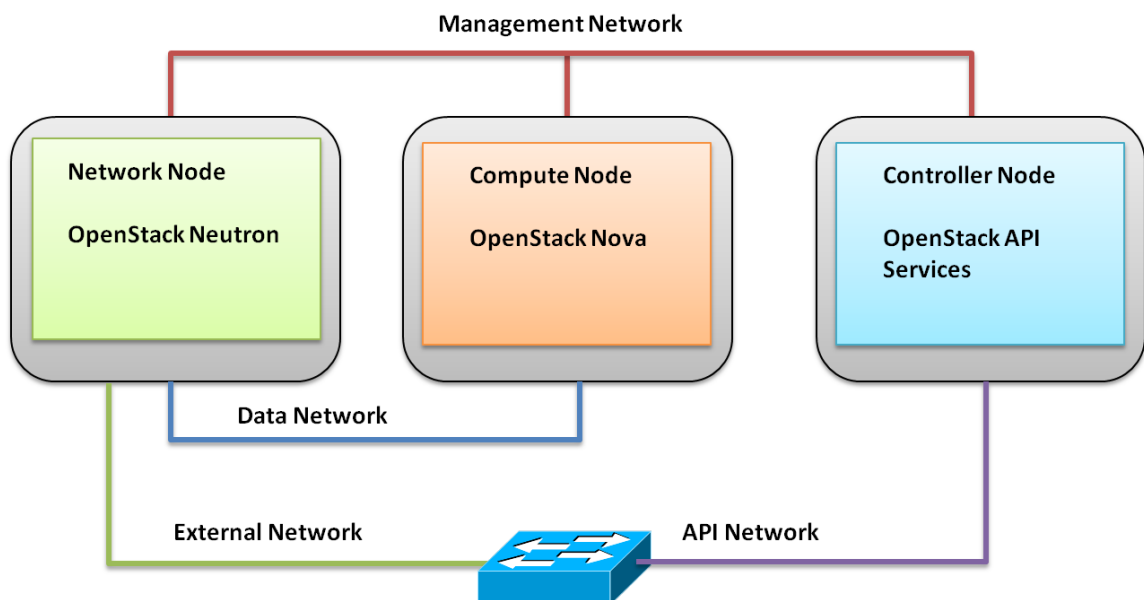 Management Network
Network Node
OpenStack Neutron
Compute Node
OpenStack Nova
Controller Node
OpenStack API
Services
Data Network
External Network
API Network